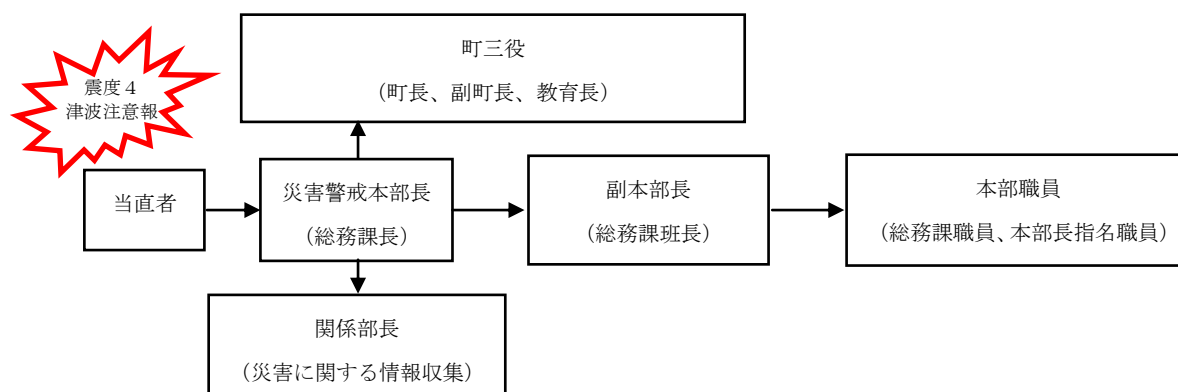 震度４
津波注意報
町三役
（町長、副町長、教育長）
当直者
災害警戒本部長
（総務課長）
副本部長
（総務課班長）
本部職員
（総務課職員、本部長指名職員）
関係部長
（災害に関する情報収集）